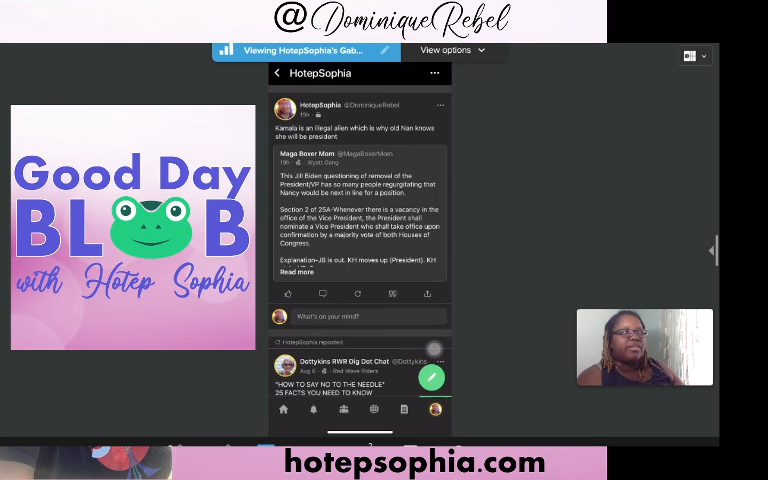 @DominiqueRebel
Viewing HotepSophia's Gab...
View options
HotepSophia
HotepSophia @DominiqueRebel
19h
Kamala is an illegal alien which is why old Nan knows
she will be president
Maga Boxer Mom @MagaBoxerMom
19h · Wyatt Gang
This Jill Biden questioning of removal of the
President/VP has so many people regurgitating that
Nancy would be next in line for a position.
Section 2 of 25A-Whenever there is a vacancy in the
office of the Vice President, the President shall
nominate a Vice President who shall take office upon
confirmation by a majority vote of both Houses of
Congress.
Explanation-JB is out. KH moves up (President). KH
Read more
What's on your mind?
HotepSophia reposted
Dottykins RWR Dig Dot Chat @Dottykins
Aug 6 · Red Wave Riders
"HOW TO SAY NO TO THE NEEDLE"
25 FACTS YOU NEED TO KNOW
Good Day
BLOB
with Hotep Sophia
hotepsophia.com